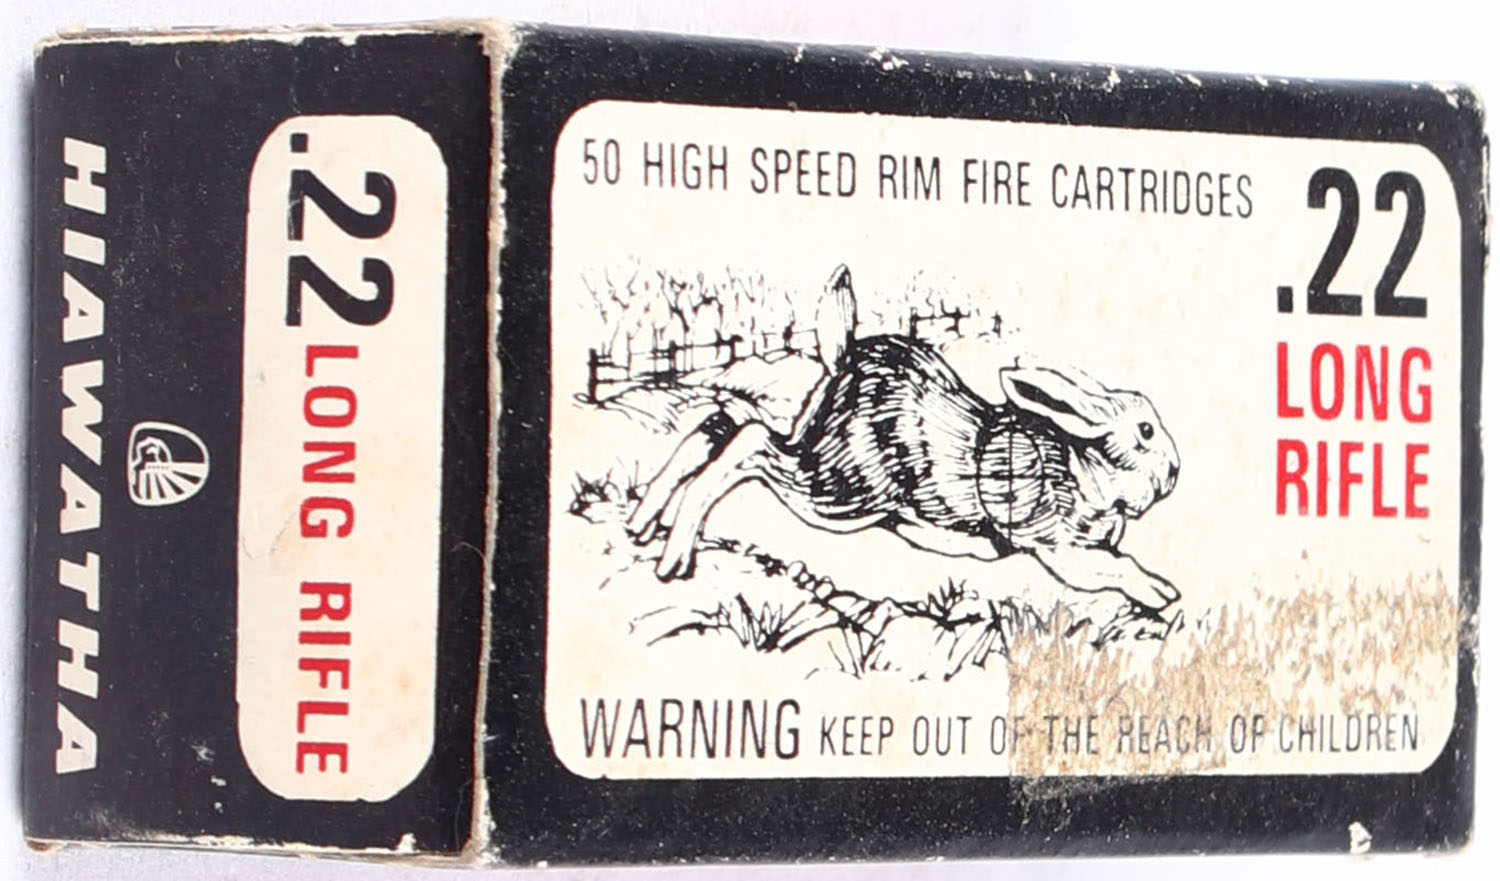 HIAWATHA
.22 LONG RIFLE
50 HIGH SPEED RIM FIRE CARTRIDGES
.22
LONG
RIFLE
WARNING KEEP OUT OF THE REACH OF CHILDREN